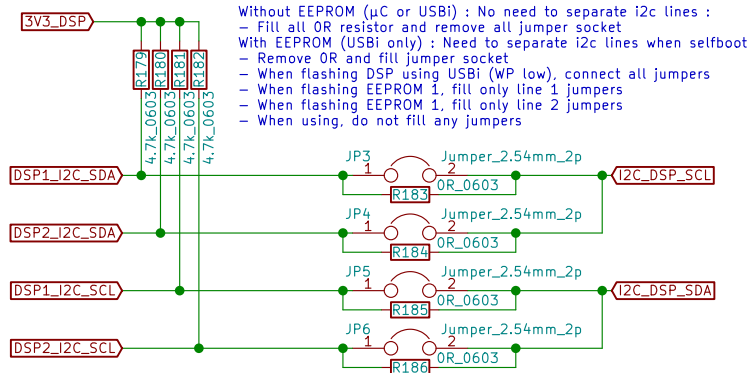 3V3_DSP
Without EEPROM (µC or USBi) : No need to separate i2c lines :
- Fill all 0R resistor and remove all jumper socket
With EEPROM (USBi only) : Need to separate i2c lines when selfboot
- Remove 0R and fill jumper socket
- When flashing DSP using USBi (WP low), connect all jumpers
- When flashing EEPROM 1, fill only line 1 jumpers
- When flashing EEPROM 1, fill only line 2 jumpers
- When using, do not fill any jumpers
R179
R180
R181
R182
4.7k_0603
4.7k_0603
4.7k_0603
4.7k_0603
DSP1_I2C_SDA
JP3
1
2
Jumper_2.54mm_2p
R183
0R_0603
I2C_DSP_SCL
DSP2_I2C_SDA
JP4
1
2
Jumper_2.54mm_2p
R184
0R_0603
DSP1_I2C_SCL
JP5
1
2
Jumper_2.54mm_2p
R185
0R_0603
I2C_DSP_SDA
DSP2_I2C_SCL
JP6
1
2
Jumper_2.54mm_2p
R186
0R_0603